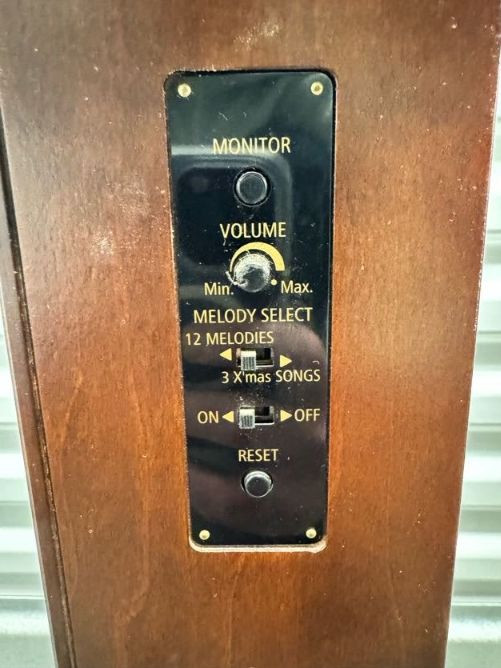 MONITOR
VOLUME
Min. Max.
MELODY SELECT
12 MELODIES
3 X'mas SONGS
ON OFF
RESET